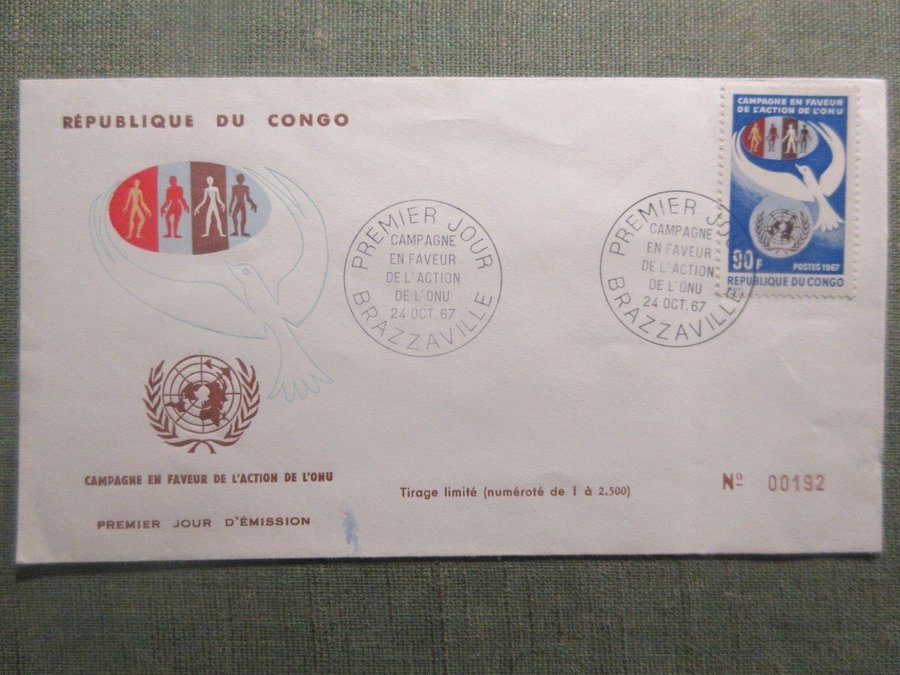 RÉPUBLIQUE DU CONGO
PREMIER JOUR
CAMPAGNE
EN FAVEUR
DE L'ACTION
DE L'ONU
24 OCT. 67
BRAZZAVILLE
PREMIER JOUR
CAMPAGNE
EN FAVEUR
DE L'ACTION
DE L'ONU
24 OCT. 67
BRAZZAVILLE
CAMPAGNE EN FAVEUR
DE L'ACTION DE L'ONU
90F
POSTES 1967
REPUBLIQUE DU CONGO
CAMPAGNE EN FAVEUR DE L'ACTION DE L'ONU
PREMIER JOUR D'ÉMISSION
Tirage limité (numéroté de 1 à 2.500)
Nº 00192